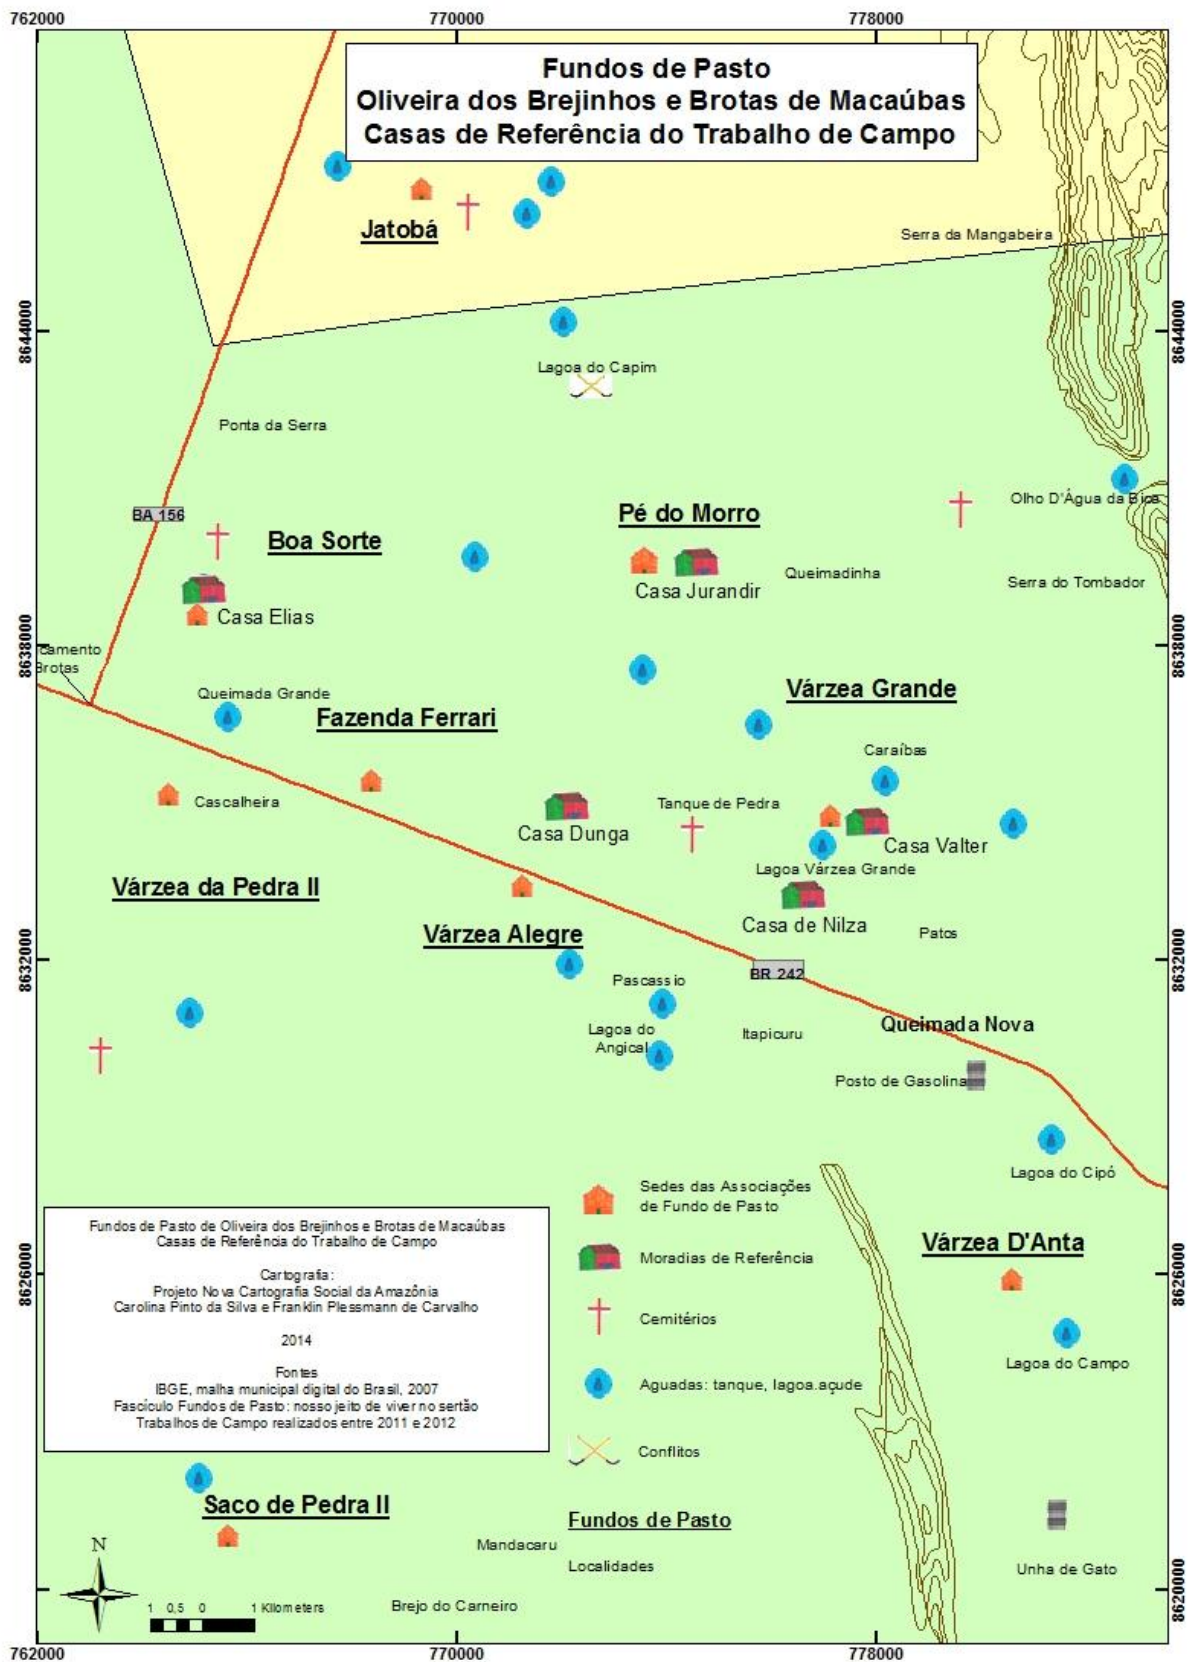 762000
770000
778000
Fundos de Pasto
Oliveira dos Brejinhos e Brotas de Macaúbas
Casas de Referência do Trabalho de Campo
Jatobá
Serra da Mangabeira
8644000
8644000
Lagoa do Capim
Ponta da Serra
Olho D'Água da Bica
BA 156
Pé do Morro
Boa Sorte
Queimadinha
Serra do Tombador
Casa Jurandir
Casa Elias
8638000
8638000
camento
Brotas
Queimada Grande
Várzea Grande
Fazenda Ferrari
Caraíbas
Cascalheira
Tanque de Pedra
Casa Dunga
Casa Valter
Lagoa Várzea Grande
Várzea da Pedra II
Casa de Nilza
Várzea Alegre
Patos
8632000
8632000
BR 242
Pascassio
Queimada Nova
Lagoa do
Angical
Itapicuru
Posto de Gasolina
Lagoa do Cipó
Sedes das Associações
de Fundo de Pasto
Várzea D'Anta
Moradias de Referência
8626000
8626000
Cemitérios
Lagoa do Campo
Aguadas: tanque, lagoa.açude
Conflitos
Fundos de Pasto de Oliveira dos Brejinhos e Brotas de Macaúbas
Casas de Referência do Trabalho de Campo
Cartografia:
Projeto Nova Cartografia Social da Amazônia
Carolina Pinto da Silva e Franklin Plessmann de Carvalho
2014
Fontes
IBGE, malha municipal digital do Brasil, 2007
Fascículo Fundos de Pasto: nosso jeito de viver no sertão
Trabalhos de Campo realizados entre 2011 e 2012
Saco de Pedra II
Fundos de Pasto
Mandacaru
Localidades
Unha de Gato
8620000
N
Brejo do Carneiro
1 0,5 0 1 Kilometers
762000
770000
778000